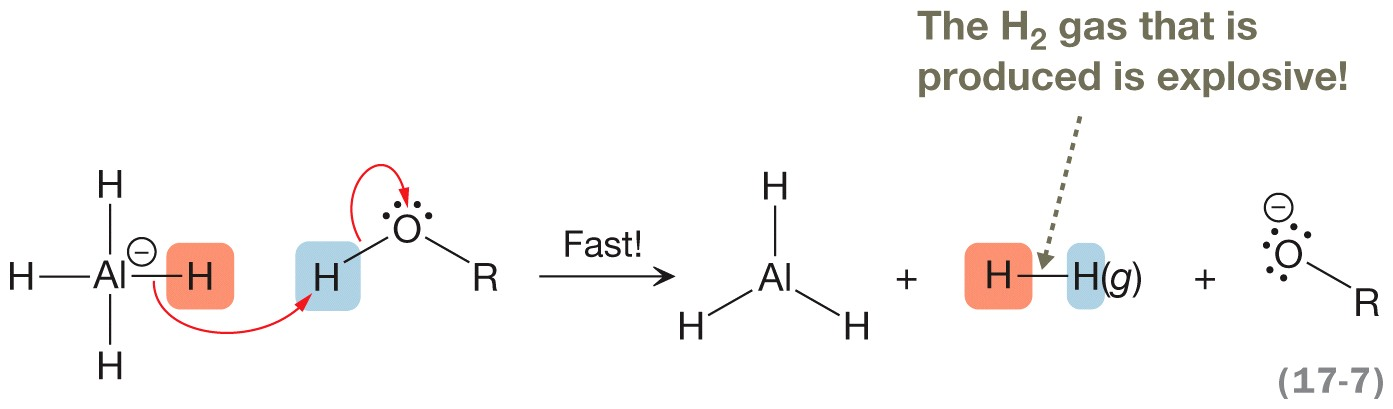 The H₂ gas that is
produced is explosive!
H
H Al ⊖ H
H
H O R
Fast!
H
Al
H H
+
H H(g)
+
⊖
O
R
(17-7)